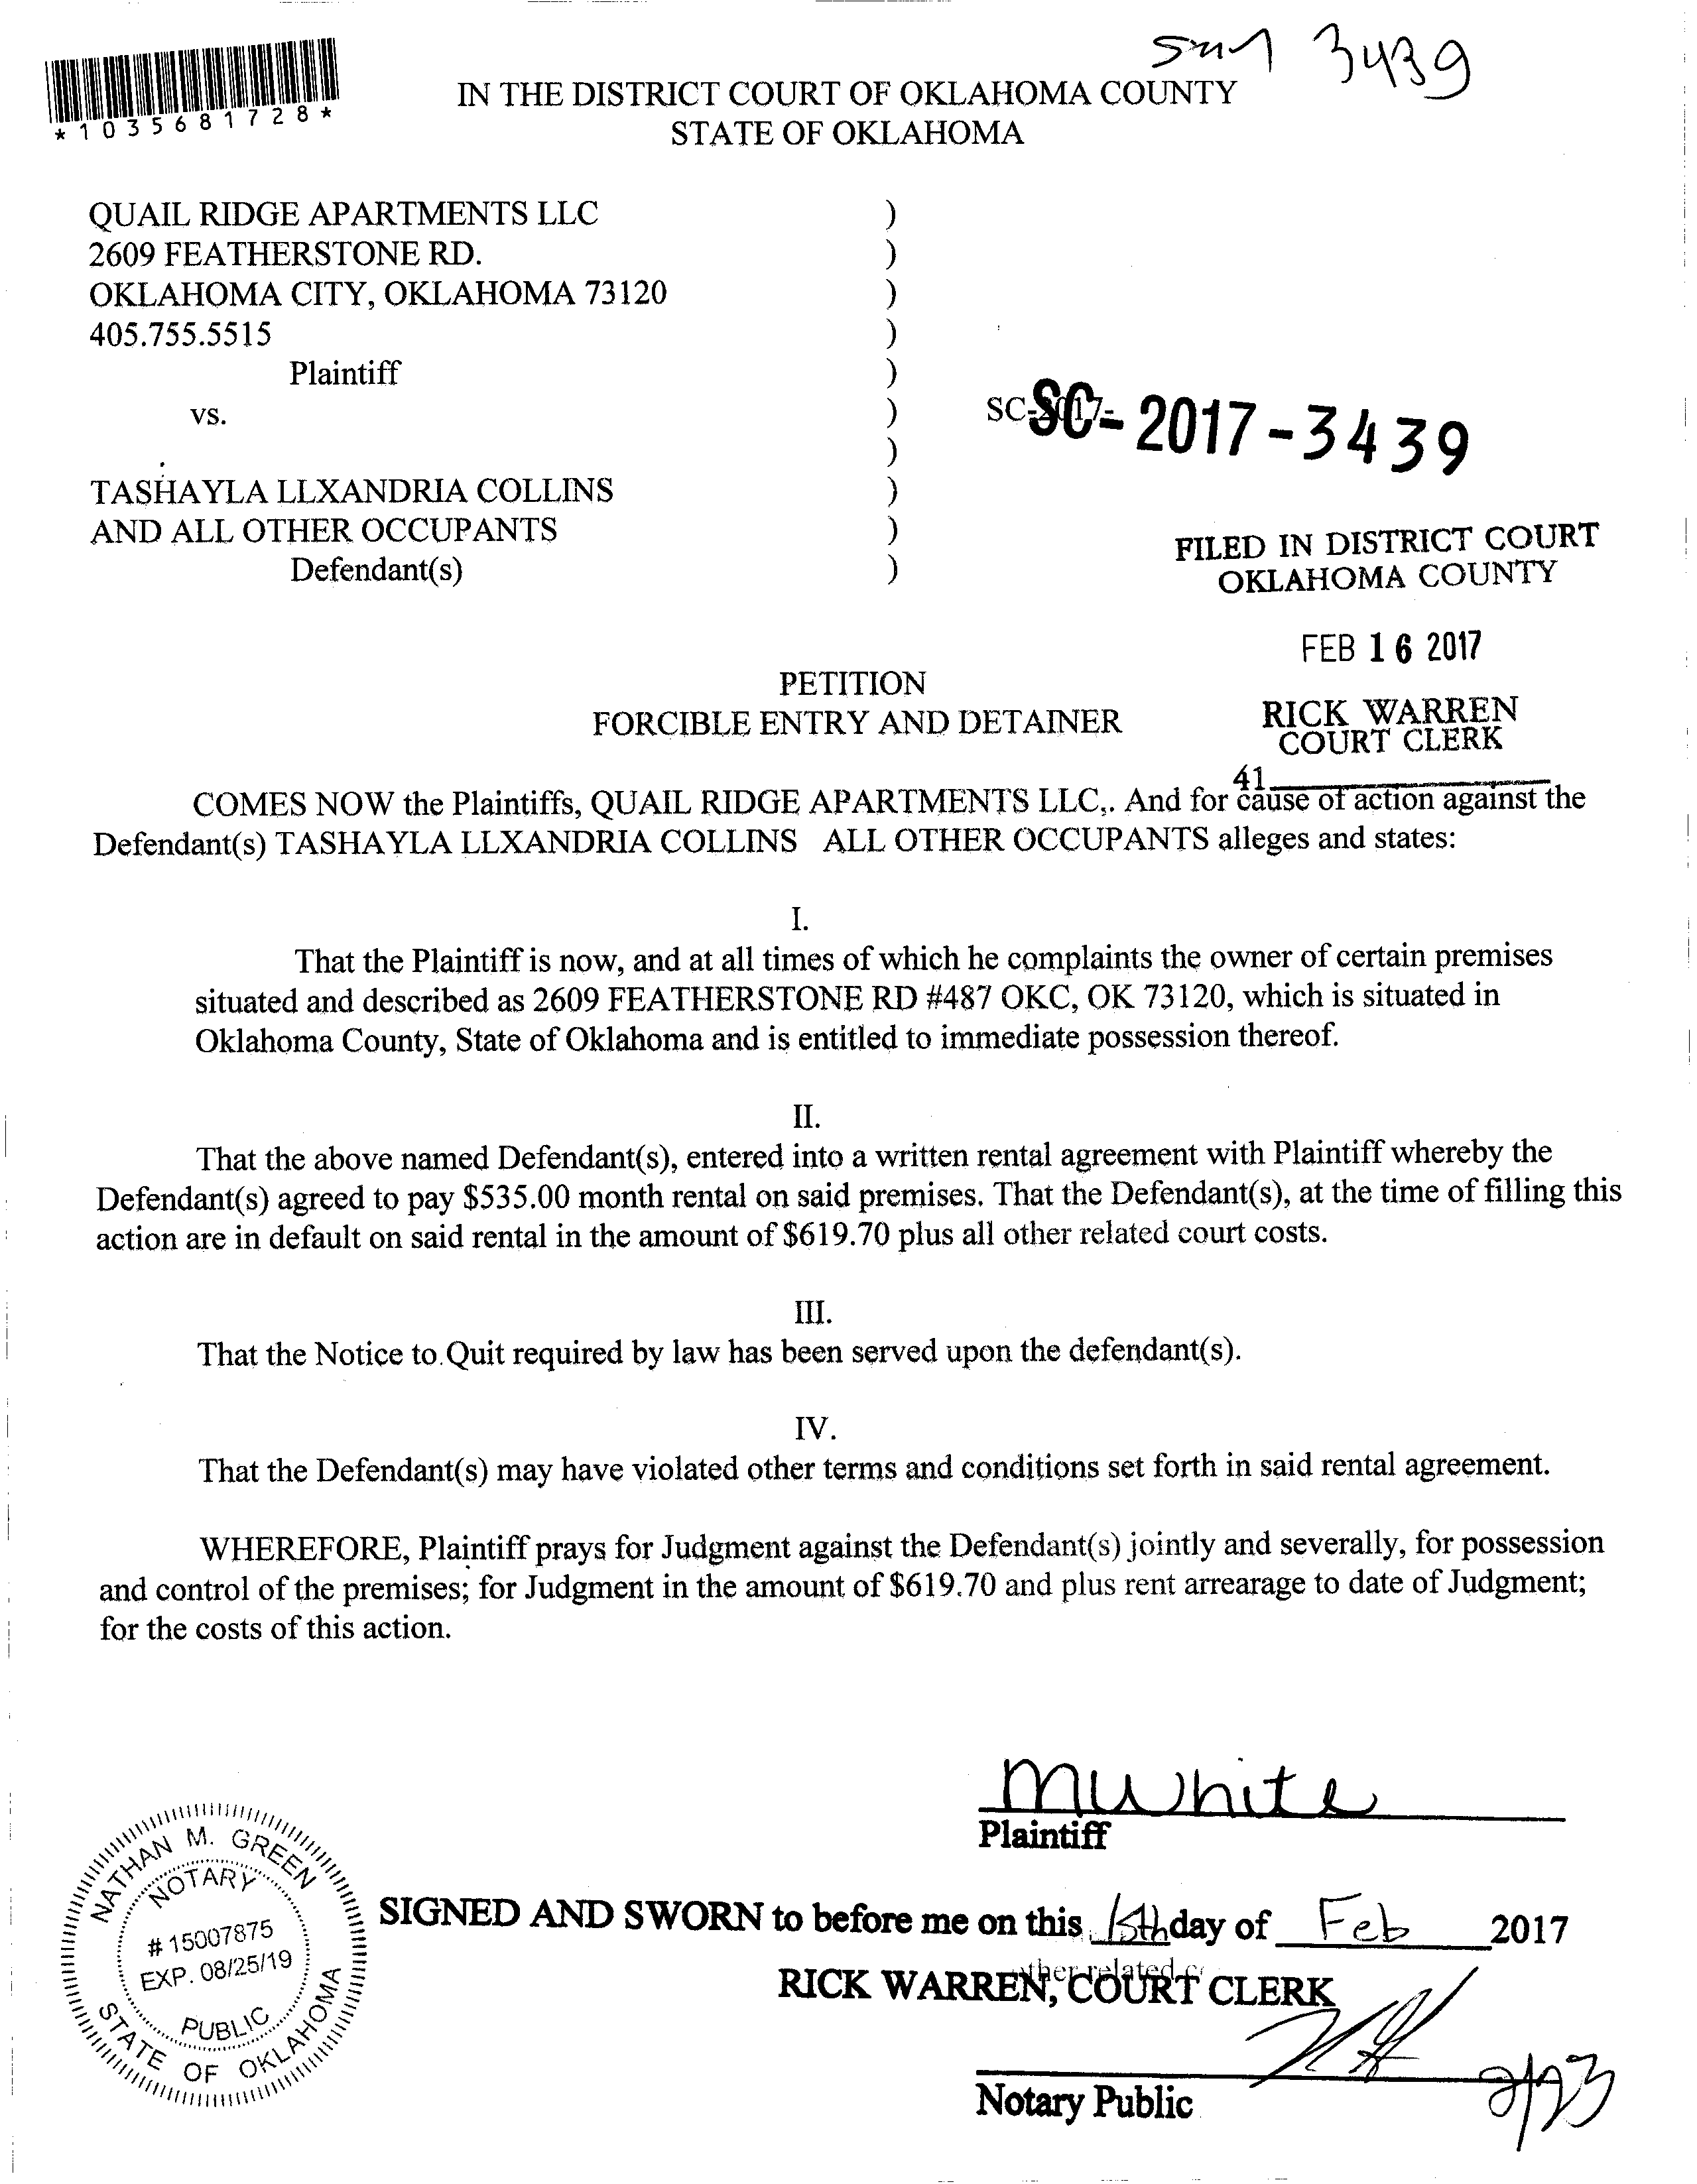 3439
*1035681728*
IN THE DISTRICT COURT OF OKLAHOMA COUNTY
STATE OF OKLAHOMA
QUAIL RIDGE APARTMENTS LLC )
2609 FEATHERSTONE RD. )
OKLAHOMA CITY, OKLAHOMA 73120 )
405.755.5515 )
Plaintiff )
vs. ) SC-2017-
SC-2017-3439
)
TASHAYLA LLXANDRIA COLLINS )
AND ALL OTHER OCCUPANTS )
Defendant(s) )
FILED IN DISTRICT COURT
OKLAHOMA COUNTY
FEB 16 2017
PETITION
FORCIBLE ENTRY AND DETAINER
RICK WARREN
COURT CLERK
41
COMES NOW the Plaintiffs, QUAIL RIDGE APARTMENTS LLC,. And for cause of action against the
Defendant(s) TASHAYLA LLXANDRIA COLLINS ALL OTHER OCCUPANTS alleges and states:
I.
That the Plaintiff is now, and at all times of which he complaints the owner of certain premises
situated and described as 2609 FEATHERSTONE RD #487 OKC, OK 73120, which is situated in
Oklahoma County, State of Oklahoma and is entitled to immediate possession thereof.
II.
That the above named Defendant(s), entered into a written rental agreement with Plaintiff whereby the
Defendant(s) agreed to pay $535.00 month rental on said premises. That the Defendant(s), at the time of filling this
action are in default on said rental in the amount of $619.70 plus all other related court costs.
III.
That the Notice to Quit required by law has been served upon the defendant(s).
IV.
That the Defendant(s) may have violated other terms and conditions set forth in said rental agreement.
WHEREFORE, Plaintiff prays for Judgment against the Defendant(s) jointly and severally, for possession
and control of the premises; for Judgment in the amount of $619.70 and plus rent arrearage to date of Judgment;
for the costs of this action.
MWhite
Plaintiff
NATHAN M. GREEN
NOTARY
# 15007875
EXP. 08/25/19
PUBLIC
STATE OF OKLAHOMA
SIGNED AND SWORN to before me on this 15th day of Feb 2017
ther related c
RICK WARREN, COURT CLERK
Notary Public
2/23